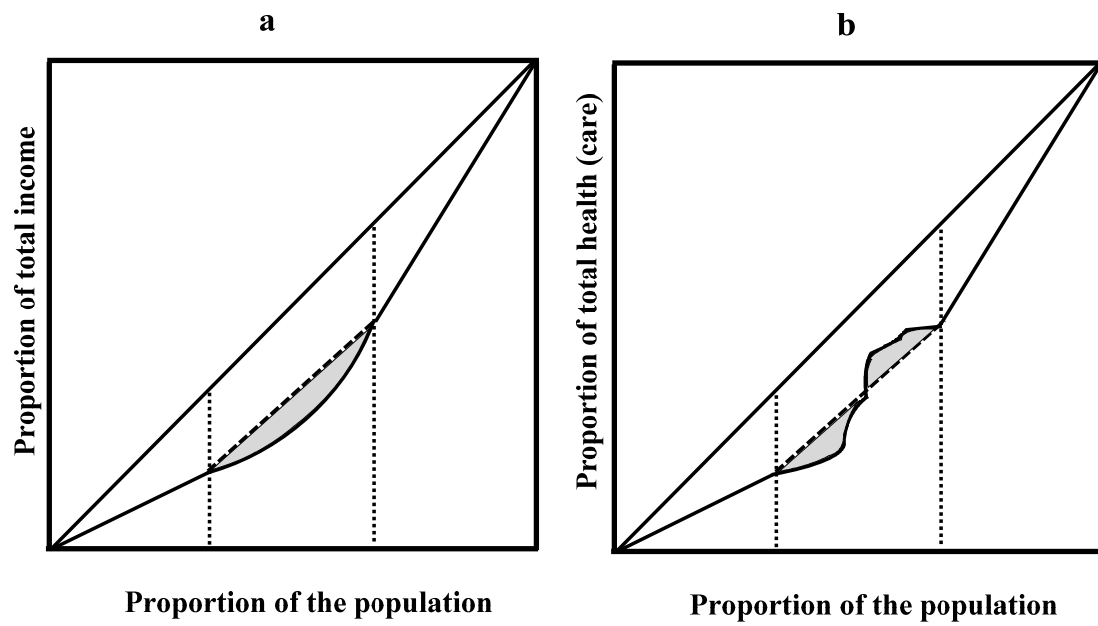 a
Proportion of total income
Proportion of the population
b
Proportion of total health (care)
Proportion of the population